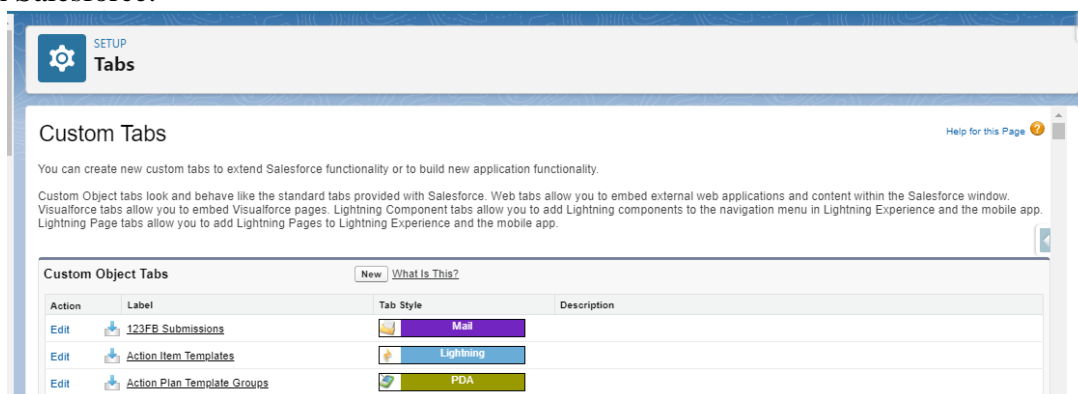 Salesforce.
SETUP
Tabs
Custom Tabs
Help for this Page
You can create new custom tabs to extend Salesforce functionality or to build new application functionality.
Custom Object tabs look and behave like the standard tabs provided with Salesforce. Web tabs allow you to embed external web applications and content within the Salesforce window.
Visualforce tabs allow you to embed Visualforce pages. Lightning Component tabs allow you to add Lightning components to the navigation menu in Lightning Experience and the mobile app.
Lightning Page tabs allow you to add Lightning Pages to Lightning Experience and the mobile app.
Custom Object Tabs New What Is This?
Action Label Tab Style Description
Edit 123FB Submissions Mail
Edit Action Item Templates Lightning
Edit Action Plan Template Groups PDA